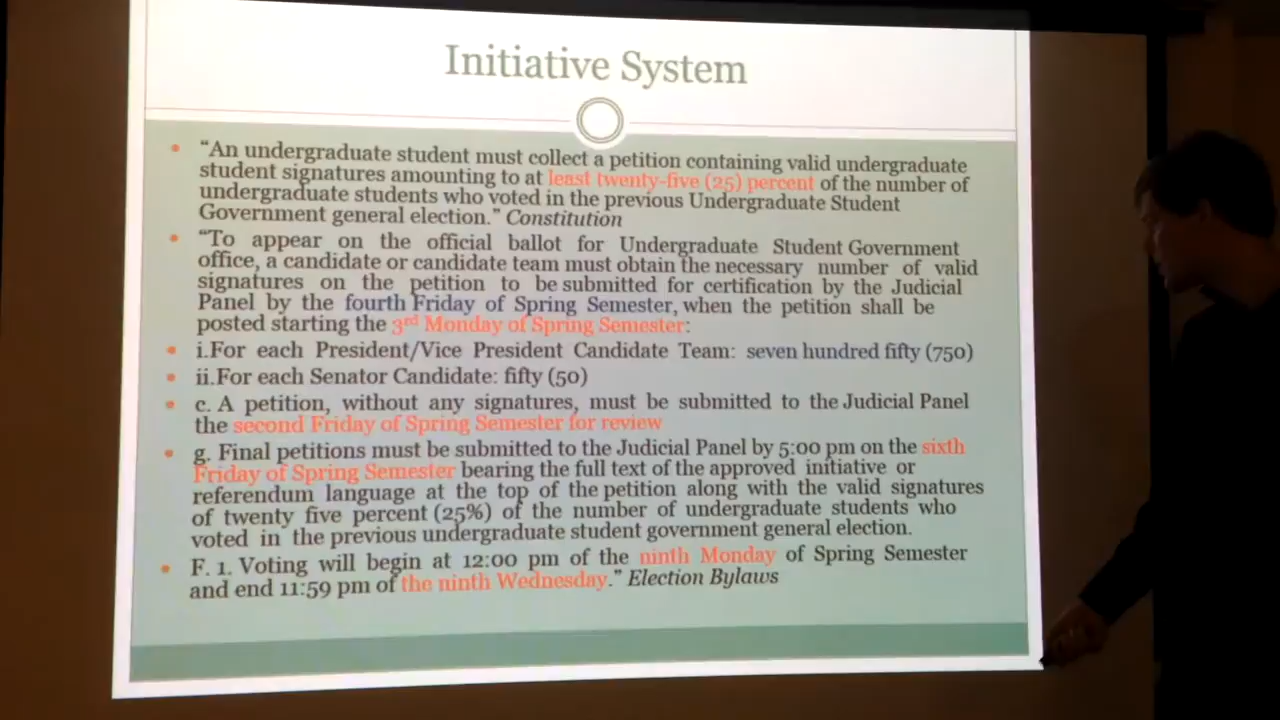 Initiative System
“An undergraduate student must collect a petition containing valid undergraduate
student signatures amounting to at least twenty-five (25) percent of the number of
undergraduate students who voted in the previous Undergraduate Student
Government general election.” Constitution
“To appear on the official ballot for Undergraduate Student Government
office, a candidate or candidate team must obtain the necessary number of valid
signatures on the petition to be submitted for certification by the Judicial
Panel by the fourth Friday of Spring Semester, when the petition shall be
posted starting the 3rd Monday of Spring Semester:
i.For each President/Vice President Candidate Team: seven hundred fifty (750)
ii.For each Senator Candidate: fifty (50)
c. A petition, without any signatures, must be submitted to the Judicial Panel
the second Friday of Spring Semester for review
g. Final petitions must be submitted to the Judicial Panel by 5:00 pm on the sixth
Friday of Spring Semester bearing the full text of the approved initiative or
referendum language at the top of the petition along with the valid signatures
of twenty five percent (25%) of the number of undergraduate students who
voted in the previous undergraduate student government general election.
F. 1. Voting will begin at 12:00 pm of the ninth Monday of Spring Semester
and end 11:59 pm of the ninth Wednesday.” Election Bylaws